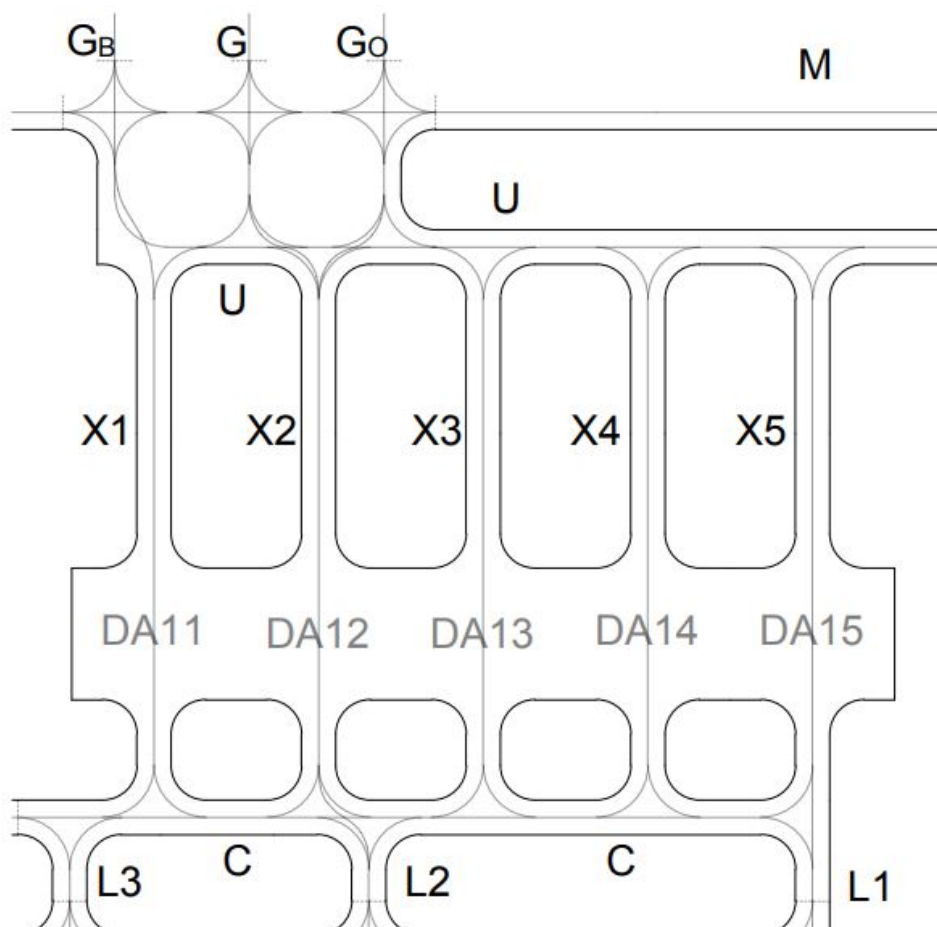 GB G GO M
U
U
X1 X2 X3 X4 X5
DA11 DA12 DA13 DA14 DA15
L3 C L2 C L1